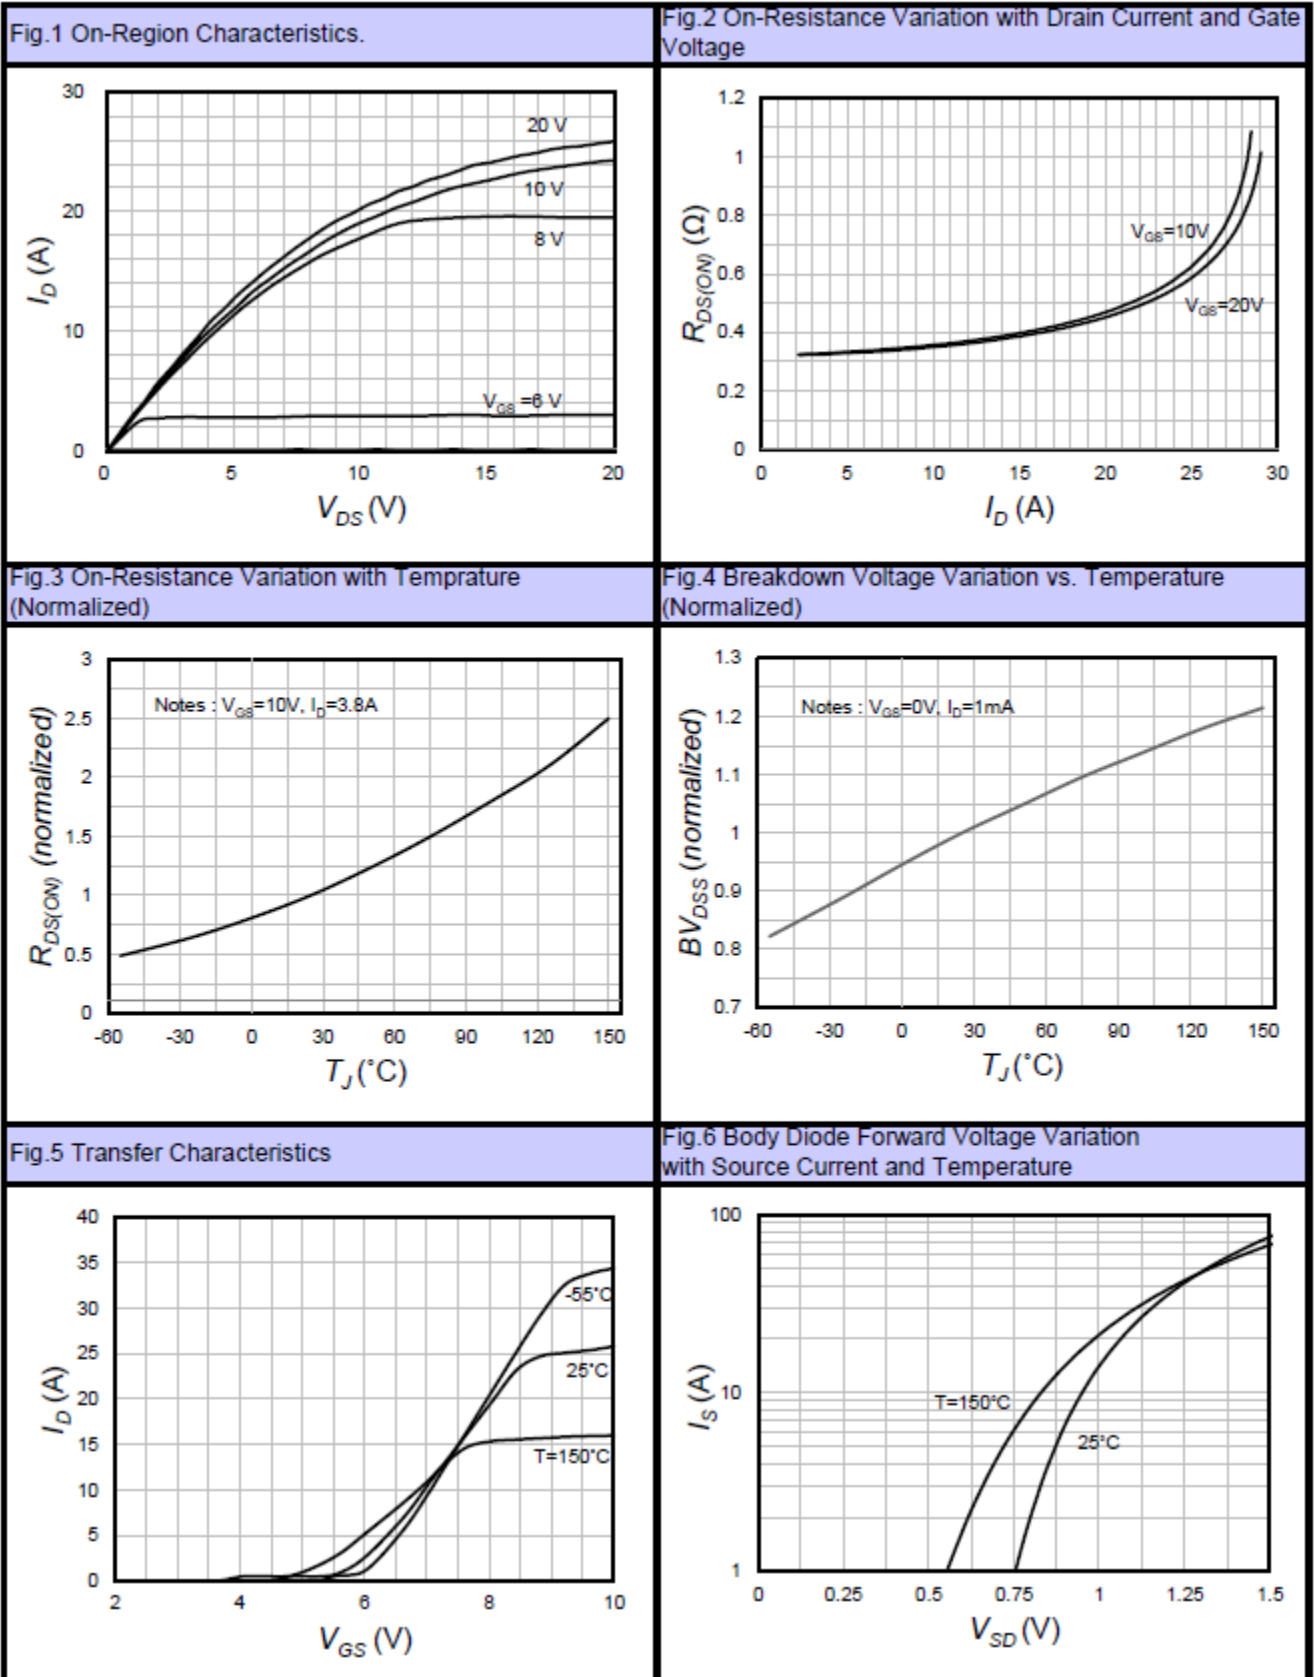 Fig.1 On-Region Characteristics.
Fig.2 On-Resistance Variation with Drain Current and Gate
Voltage
30
20
10
0
I_D (A)
20 V
10 V
8 V
V_GS =6 V
0 5 10 15 20
V_DS (V)
1.2
1
0.8
0.6
0.4
0.2
0
R_DS(ON) (Ω)
V_GS=10V
V_GS=20V
0 5 10 15 20 25 30
I_D (A)
Fig.3 On-Resistance Variation with Temprature
(Normalized)
Fig.4 Breakdown Voltage Variation vs. Temperature
(Normalized)
3
2.5
2
1.5
1
0.5
0
R_DS(ON) (normalized)
Notes : V_GS=10V, I_D=3.8A
-60 -30 0 30 60 90 120 150
T_J (°C)
1.3
1.2
1.1
1
0.9
0.8
0.7
BV_DSS (normalized)
Notes : V_GS=0V, I_D=1mA
-60 -30 0 30 60 90 120 150
T_J (°C)
Fig.5 Transfer Characteristics
Fig.6 Body Diode Forward Voltage Variation
with Source Current and Temperature
40
35
30
25
20
15
10
5
0
I_D (A)
-55°C
25°C
T=150°C
2 4 6 8 10
V_GS (V)
100
10
1
I_S (A)
T=150°C
25°C
0 0.25 0.5 0.75 1 1.25 1.5
V_SD (V)